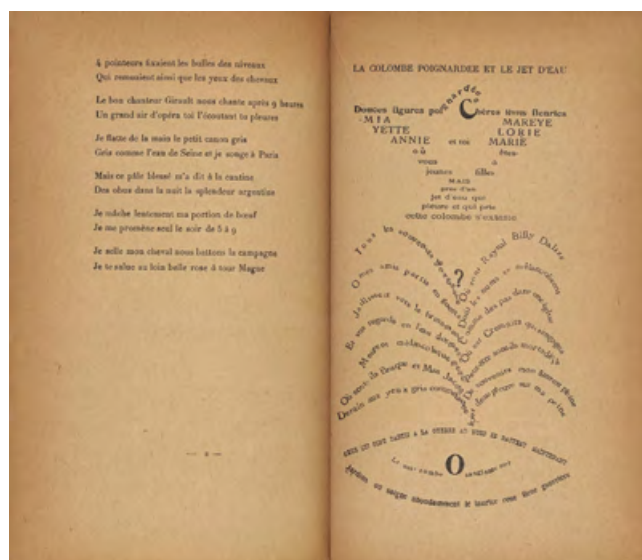 4 pointeurs fixaient les bulles des niveaux
Qui remuaient ainsi que les yeux des chevaux
Le bon chanteur Girault nous chante après 9 heures
Un grand air d'opéra toi l'écoutant tu pleures
Je flatte de la main le petit canon gris
Gris comme l'eau de Seine et je songe à Paris
Mais ce pâle blessé m'a dit à la cantine
Des obus dans la nuit la splendeur argentine
Je mâche lentement ma portion de bœuf
Je me promène seul le soir de 5 à 9
Je selle mon cheval nous battons la campagne
Je te salue au loin belle rose ô tour Magne
LA COLOMBE POIGNARDÉE ET LE JET D'EAU
Douces figures poignardées Chères lèvres fleuries
MIA MAREYE
YETTE LORIE
ANNIE et toi MARIE
où êtes-
vous ô
jeunes filles
MAIS
près d'un
jet d'eau qui
pleure et qui prie
cette colombe s'extasie
Tous les souvenirs de naguère
O mes amis partis en guerre
Jaillissent vers le firmament
Et vos regards en l'eau dormant
Meurent mélancoliquement
Où sont-ils Braque et Max Jacob
Derain aux yeux gris comme l'aube
?
Où sont Raynal Billy Dalize
Dont les noms se mélancolisent
Comme des pas dans une église
Où est Cremnitz qui s'engagea
Peut-être sont-ils morts déjà
De souvenirs mon âme est pleine
Le jet d'eau pleure sur ma peine
CEUX QUI SONT PARTIS A LA GUERRE AU NORD SE BATTENT MAINTENANT
Le soir tombe O sanglante mer
Jardins où saigne abondamment le laurier rose fleur guerrière